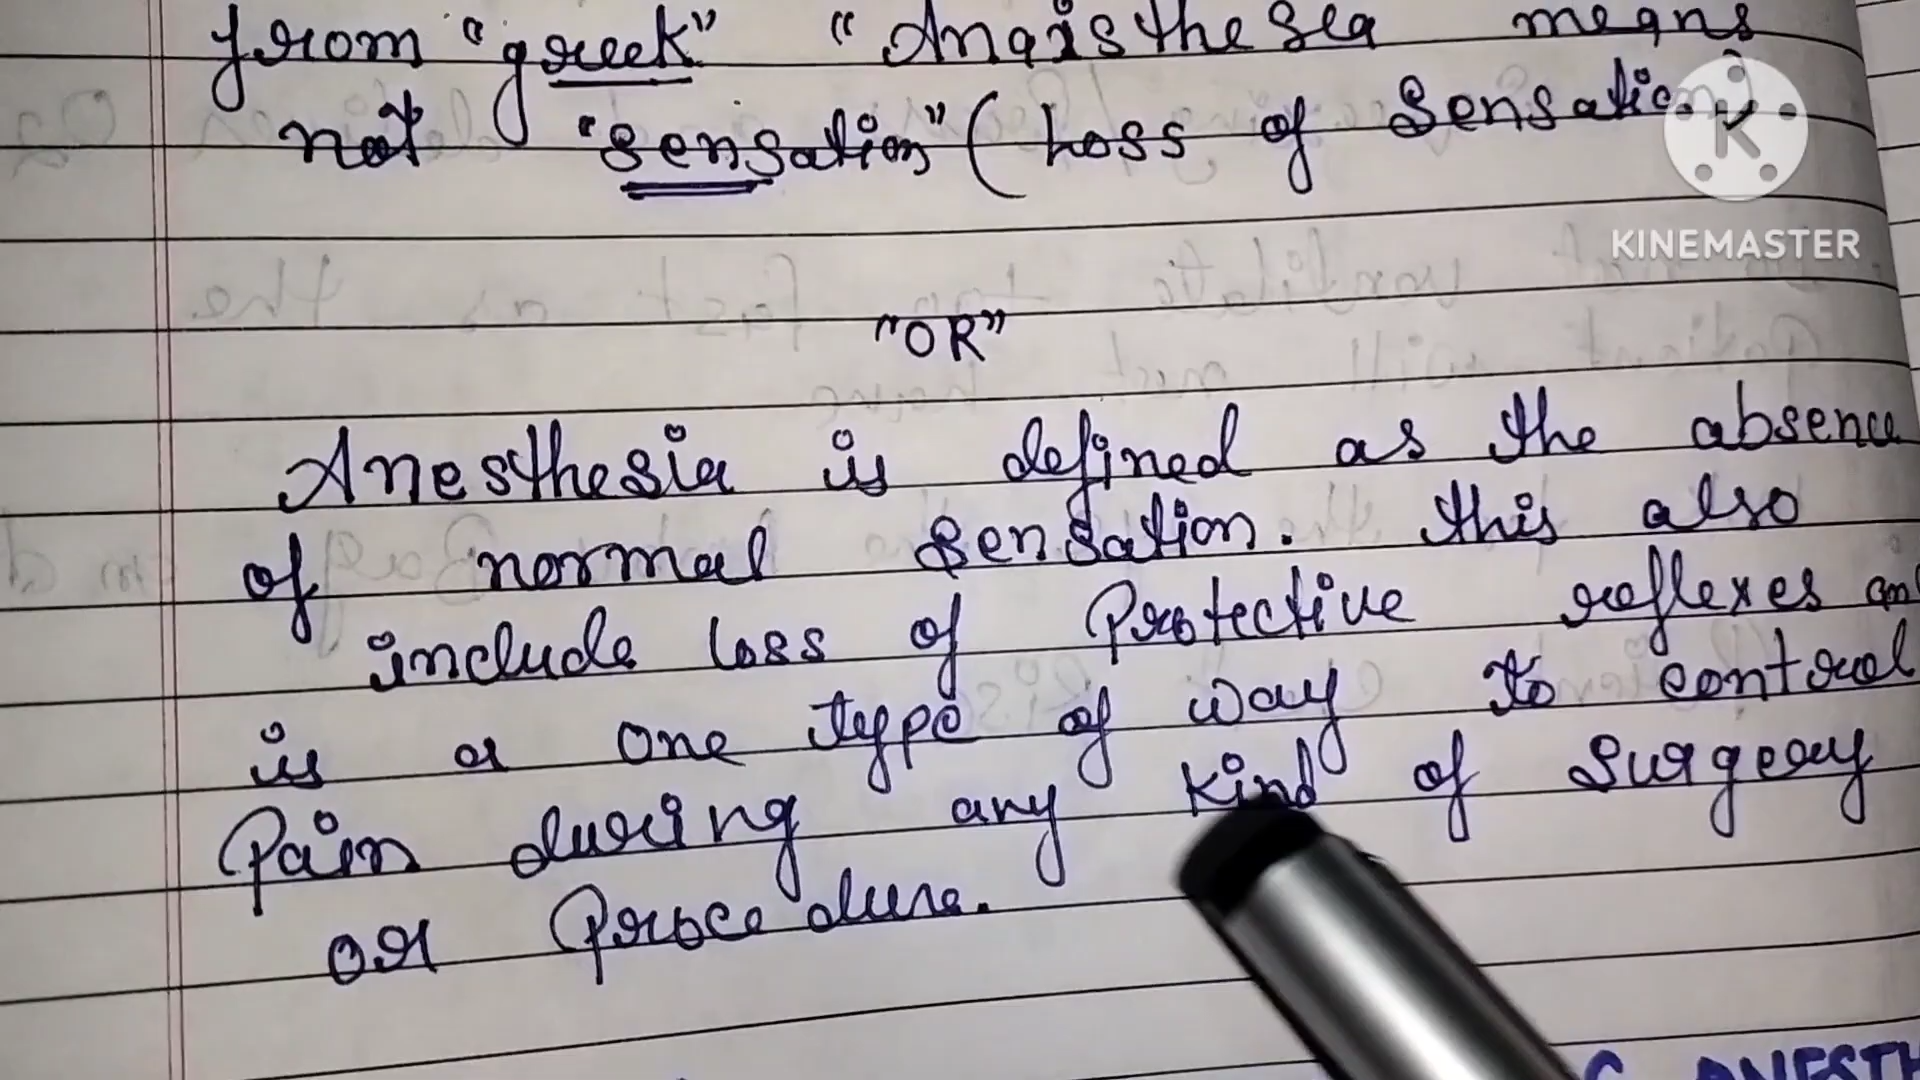 from "greek" "Anaisthesea means
not "sensation" (Loss of Sensation)
KINEMASTER
"OR"
Anesthesia is defined as the absence
of normal sensation. this also
include loss of Protective reflexes an
is a one type of way to control
Pain during any kind of surgery
or Procedure.